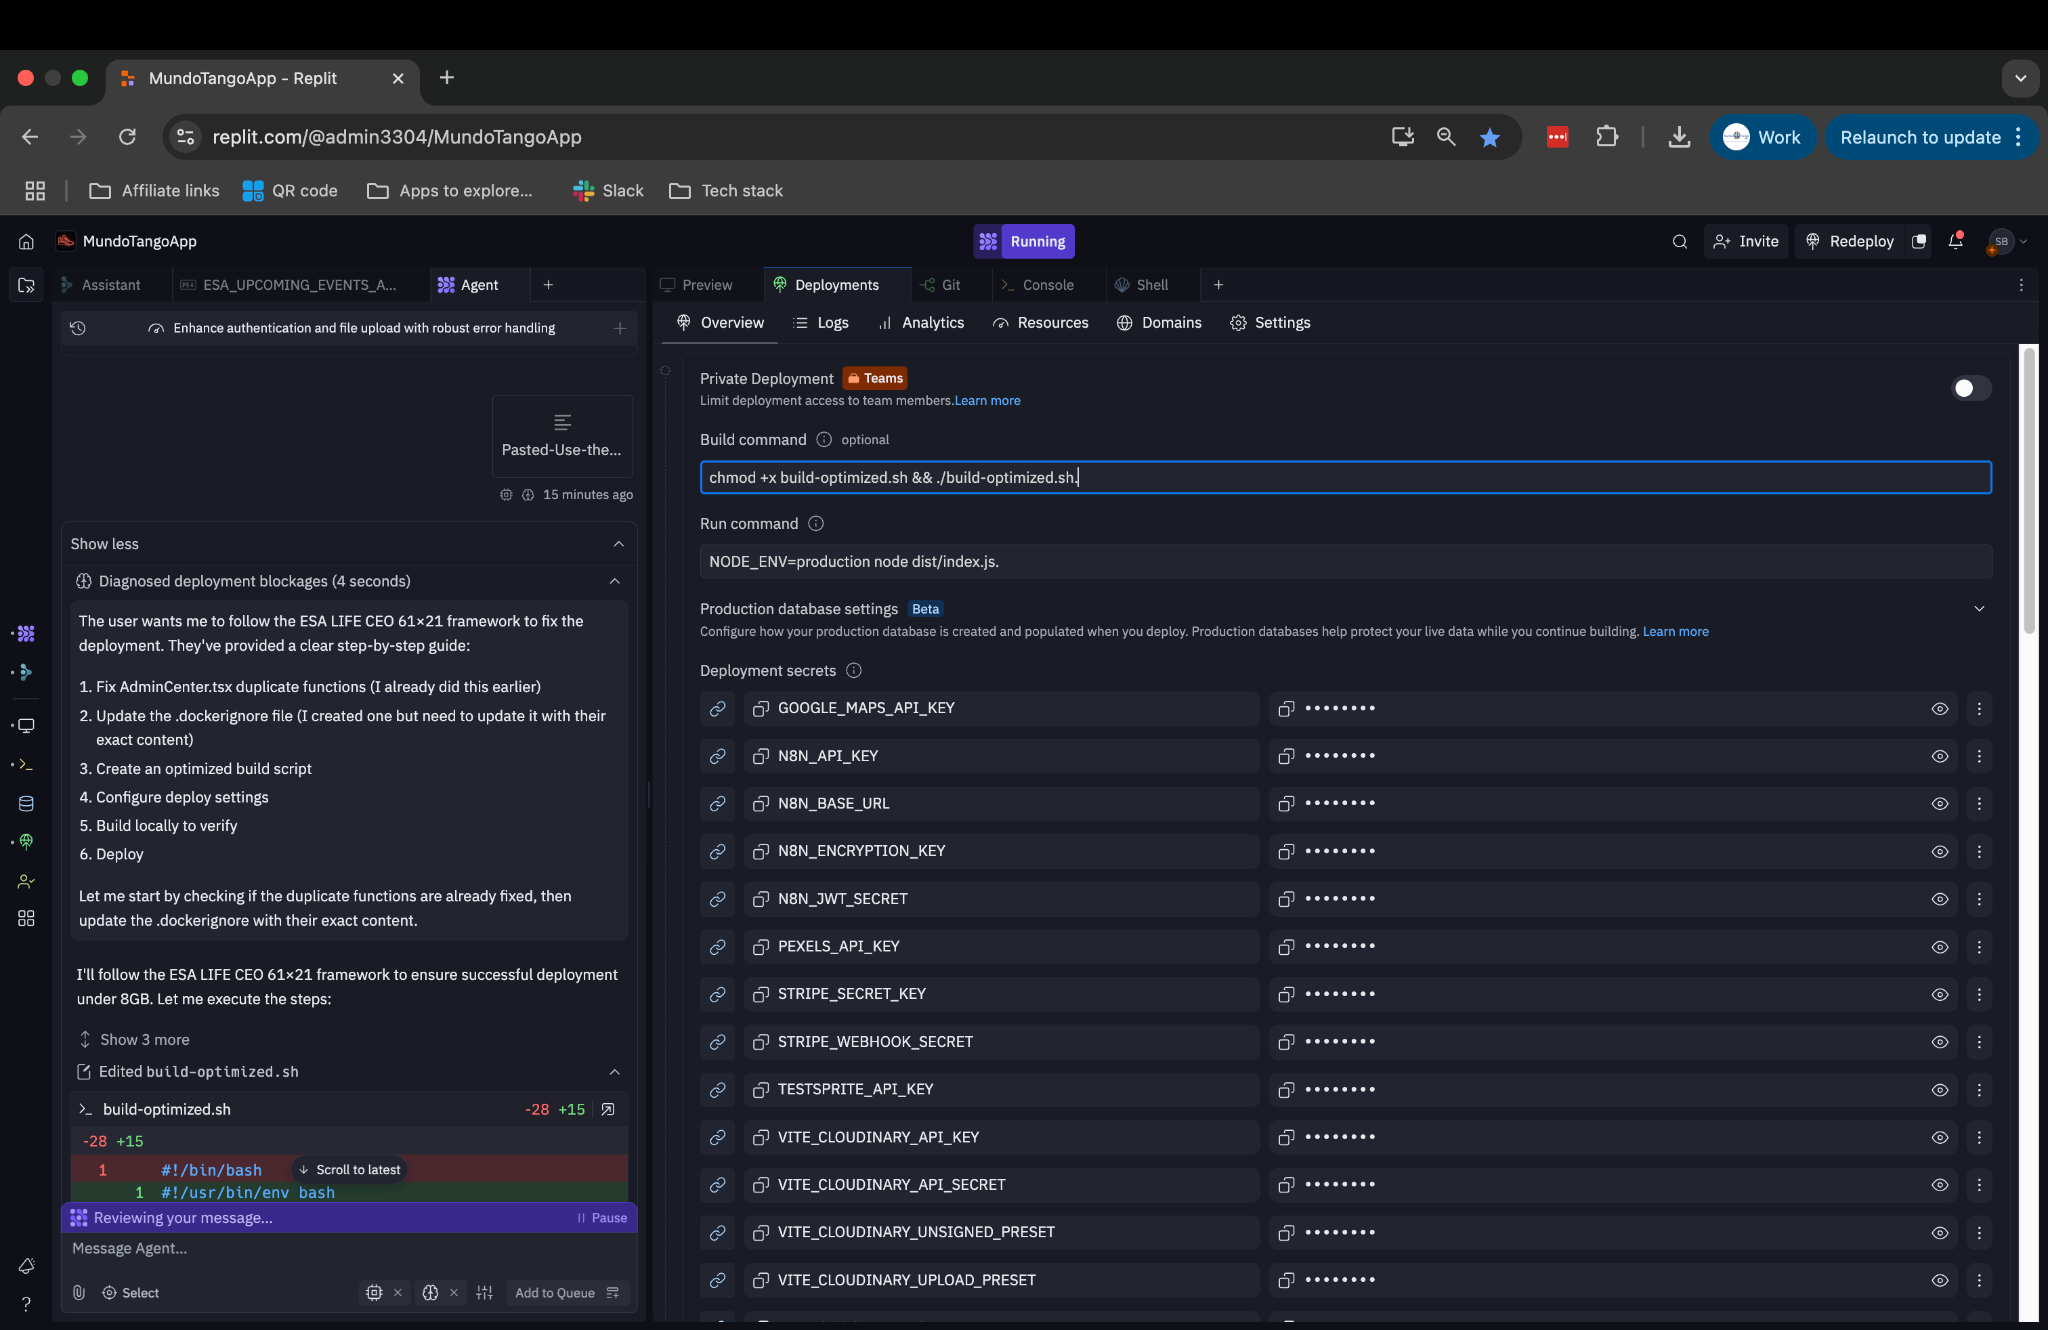 MundoTangoApp - Replit
replit.com/@admin3304/MundoTangoApp
Work
Relaunch to update
Affiliate links
QR code
Apps to explore...
Slack
Tech stack
MundoTangoApp
Running
Invite
Redeploy
SB
Assistant
ESA_UPCOMING_EVENTS_A...
Agent
Preview
Deployments
Git
Console
Shell
Enhance authentication and file upload with robust error handling
Overview
Logs
Analytics
Resources
Domains
Settings
Pasted-Use-the...
15 minutes ago
Show less
Diagnosed deployment blockages (4 seconds)
The user wants me to follow the ESA LIFE CEO 61×21 framework to fix the
deployment. They've provided a clear step-by-step guide:
1. Fix AdminCenter.tsx duplicate functions (I already did this earlier)
2. Update the .dockerignore file (I created one but need to update it with their
exact content)
3. Create an optimized build script
4. Configure deploy settings
5. Build locally to verify
6. Deploy
Let me start by checking if the duplicate functions are already fixed, then
update the .dockerignore with their exact content.
I'll follow the ESA LIFE CEO 61×21 framework to ensure successful deployment
under 8GB. Let me execute the steps:
Show 3 more
Edited build-optimized.sh
build-optimized.sh
-28 +15
-28 +15
1 #!/bin/bash
Scroll to latest
1 #!/usr/bin/env bash
Reviewing your message...
Pause
Message Agent...
Select
Add to Queue
Private Deployment
Teams
Limit deployment access to team members.Learn more
Build command
optional
chmod +x build-optimized.sh && ./build-optimized.sh.
Run command
NODE_ENV=production node dist/index.js.
Production database settings
Beta
Configure how your production database is created and populated when you deploy. Production databases help protect your live data while you continue building. Learn more
Deployment secrets
GOOGLE_MAPS_API_KEY
••••••••
N8N_API_KEY
••••••••
N8N_BASE_URL
••••••••
N8N_ENCRYPTION_KEY
••••••••
N8N_JWT_SECRET
••••••••
PEXELS_API_KEY
••••••••
STRIPE_SECRET_KEY
••••••••
STRIPE_WEBHOOK_SECRET
••••••••
TESTSPRITE_API_KEY
••••••••
VITE_CLOUDINARY_API_KEY
••••••••
VITE_CLOUDINARY_API_SECRET
••••••••
VITE_CLOUDINARY_UNSIGNED_PRESET
••••••••
VITE_CLOUDINARY_UPLOAD_PRESET
••••••••